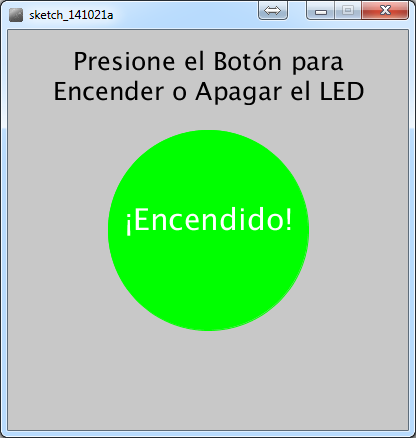 sketch_141021a
Presione el Botón para
Encender o Apagar el LED
¡Encendido!